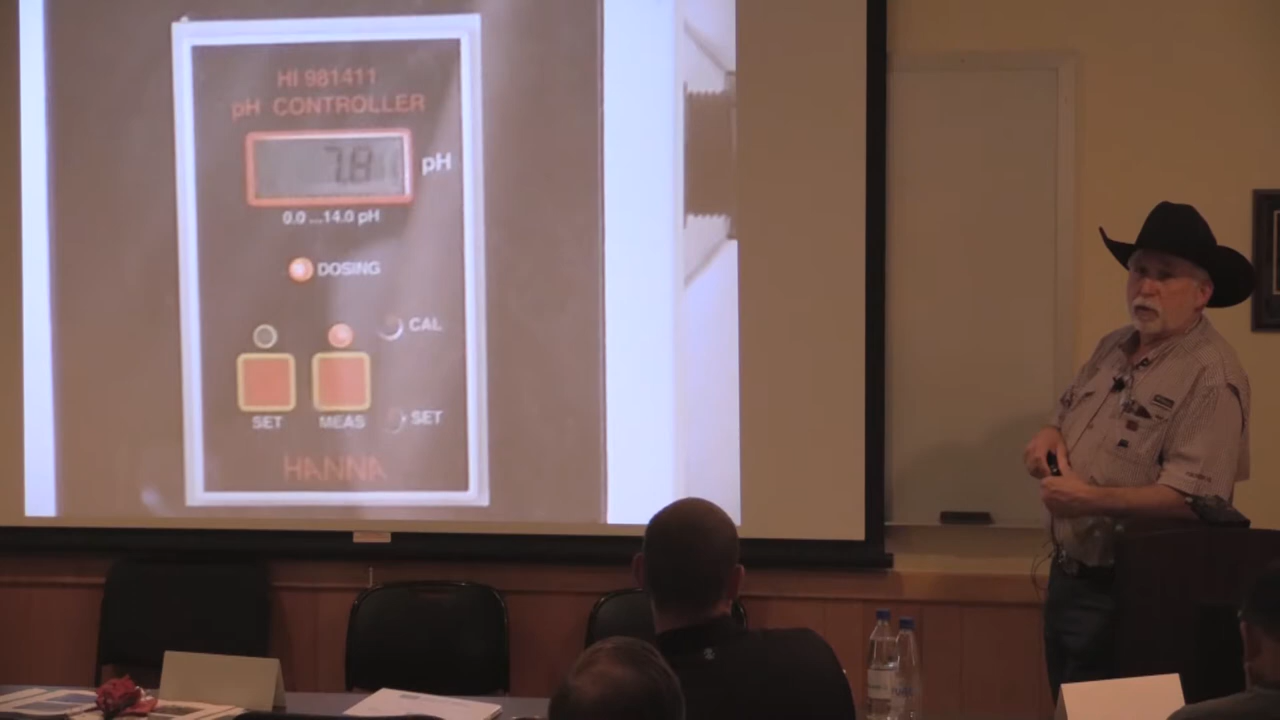 HI 981411
pH CONTROLLER
7.8
pH
0.0 ...14.0 pH
DOSING
CAL
SET
MEAS
SET
HANNA